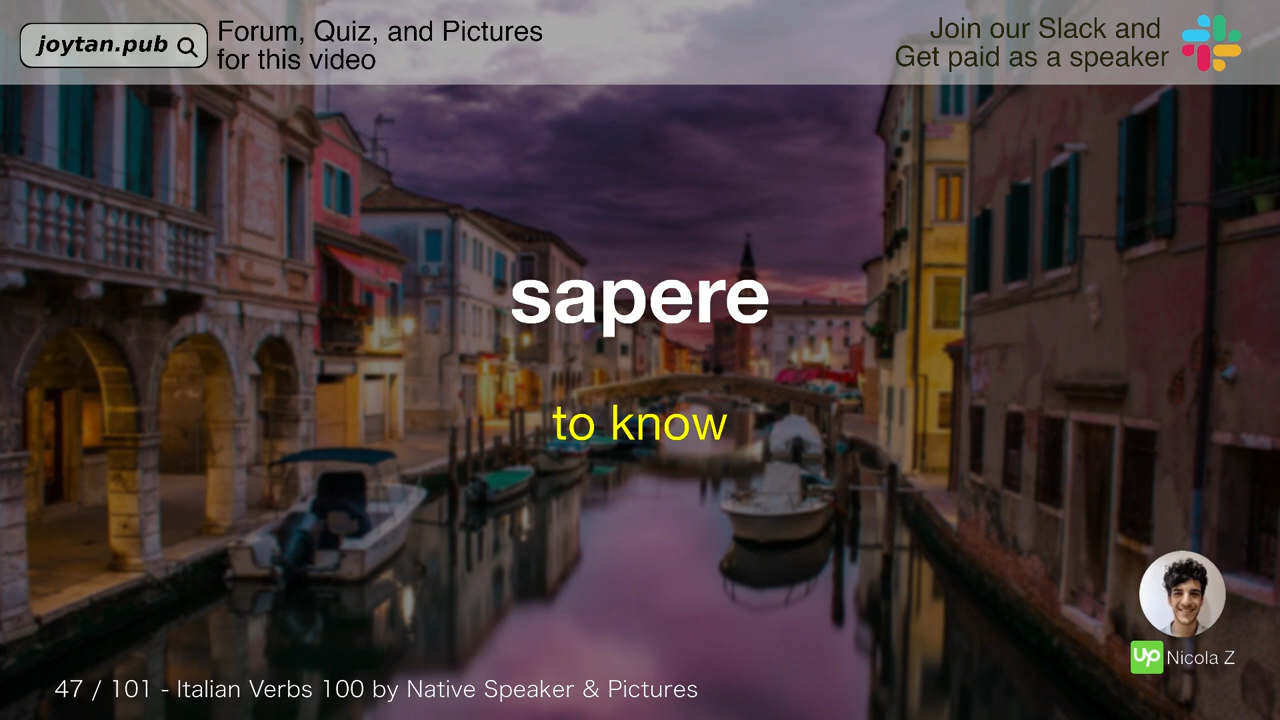 joytan.pub
Forum, Quiz, and Pictures
for this video
Join our Slack and
Get paid as a speaker
sapere
to know
Up Nicola Z
47 / 101 - Italian Verbs 100 by Native Speaker & Pictures